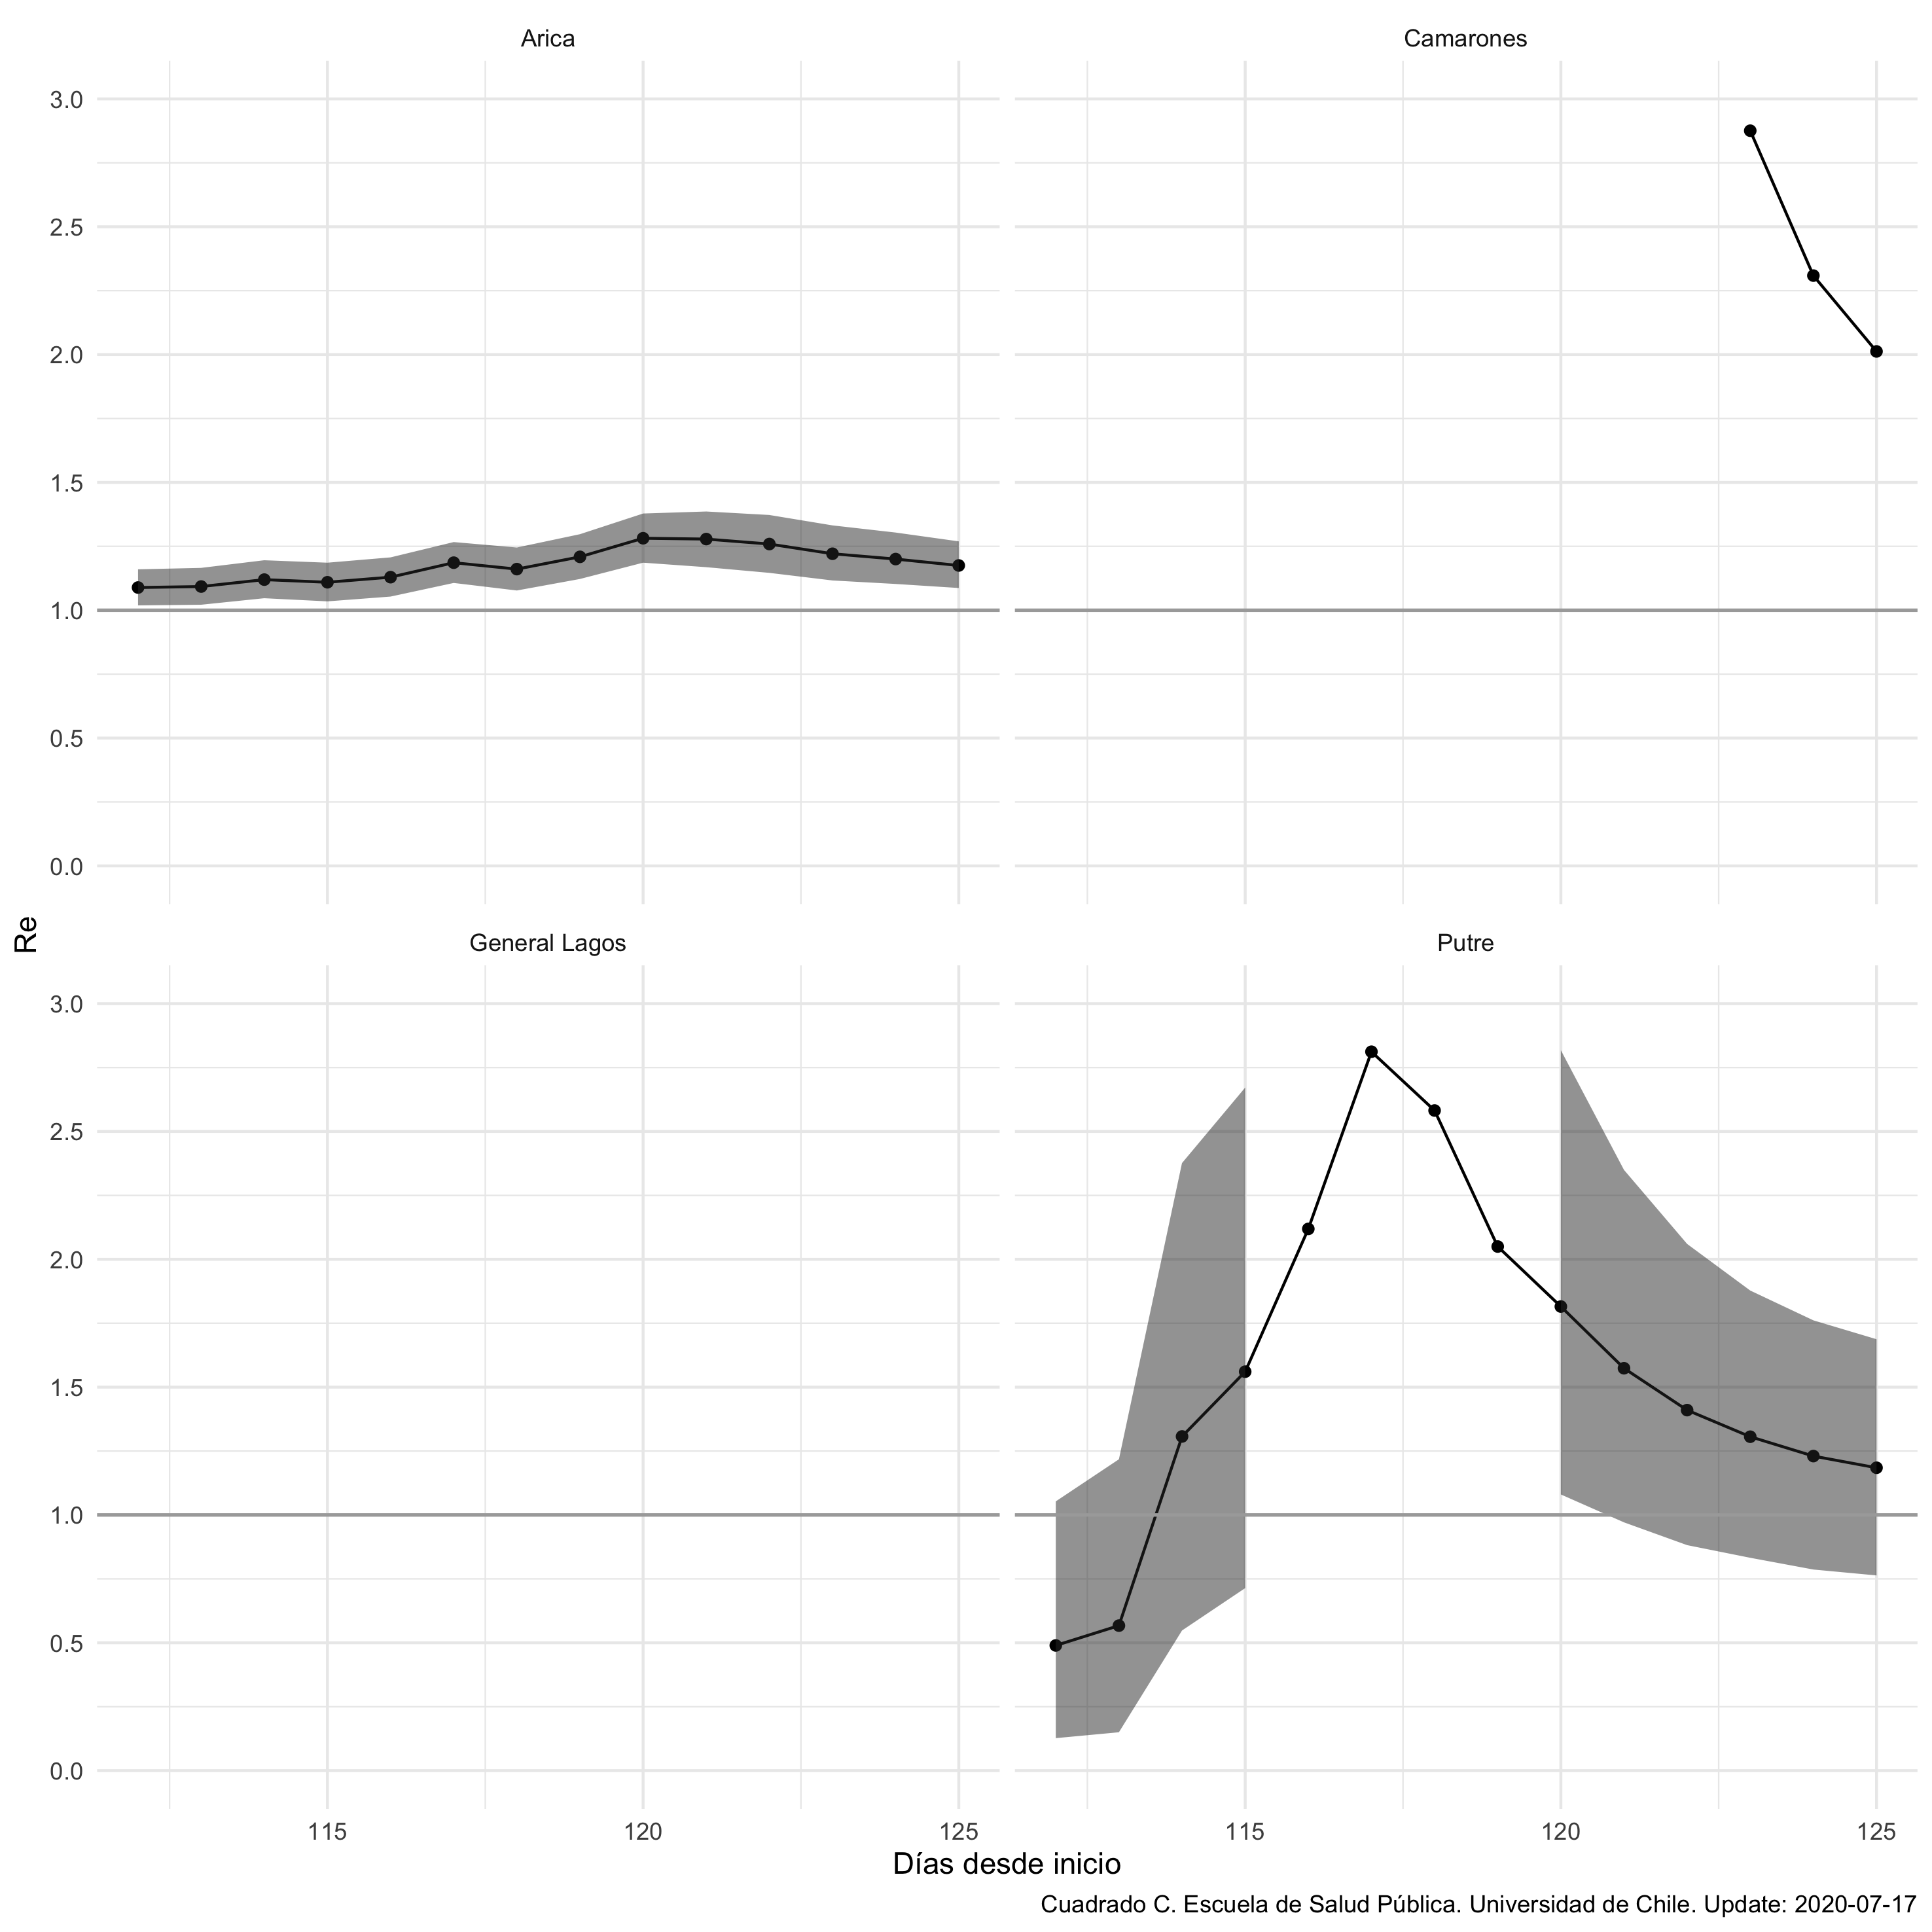 Arica
Camarones
3.0
2.5
2.0
1.5
1.0
0.5
0.0
Re
General Lagos
Putre
3.0
2.5
2.0
1.5
1.0
0.5
0.0
115 120 125 115 120 125
Días desde inicio
Cuadrado C. Escuela de Salud Pública. Universidad de Chile. Update: 2020-07-17